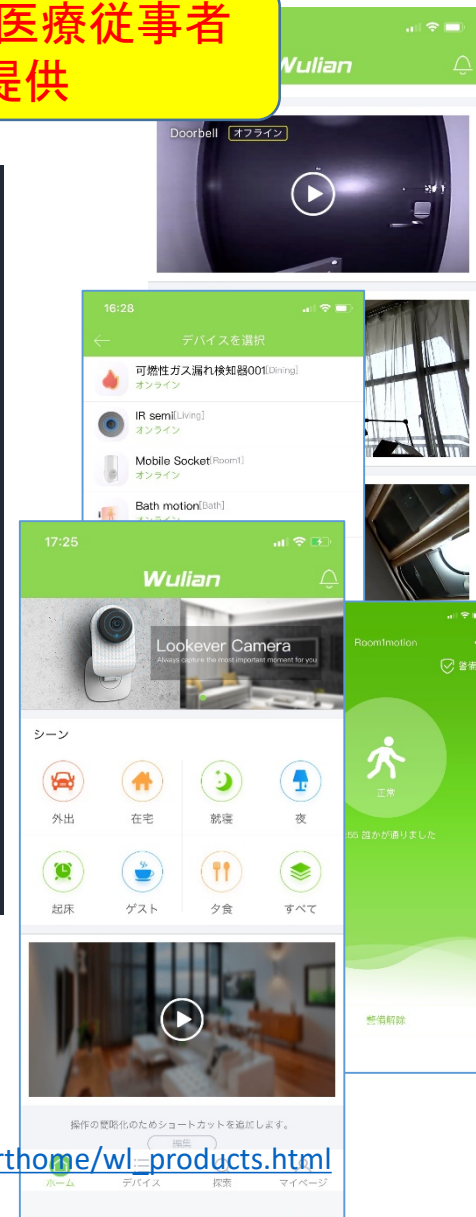 医療従事者
提供
Wulian
Doorbell オフライン
16:28
デバイスを選択
可燃性ガス漏れ検知器001[Dining]
オンライン
IR semi[Living]
オンライン
Mobile Socket[Room1]
オンライン
Bath motion[Bath]
17:25
Wulian
Lookever Camera
Always capture the most important moment for you
シーン
外出 在宅 就寝 夜
起床 ゲスト 夕食 すべて
Room1motion
警備
正常
:55 誰かが通りました
警備解除
操作の簡略化のためショートカットを追加します。
編集
rthome/wl_products.html
ホーム デバイス 探索 マイページ